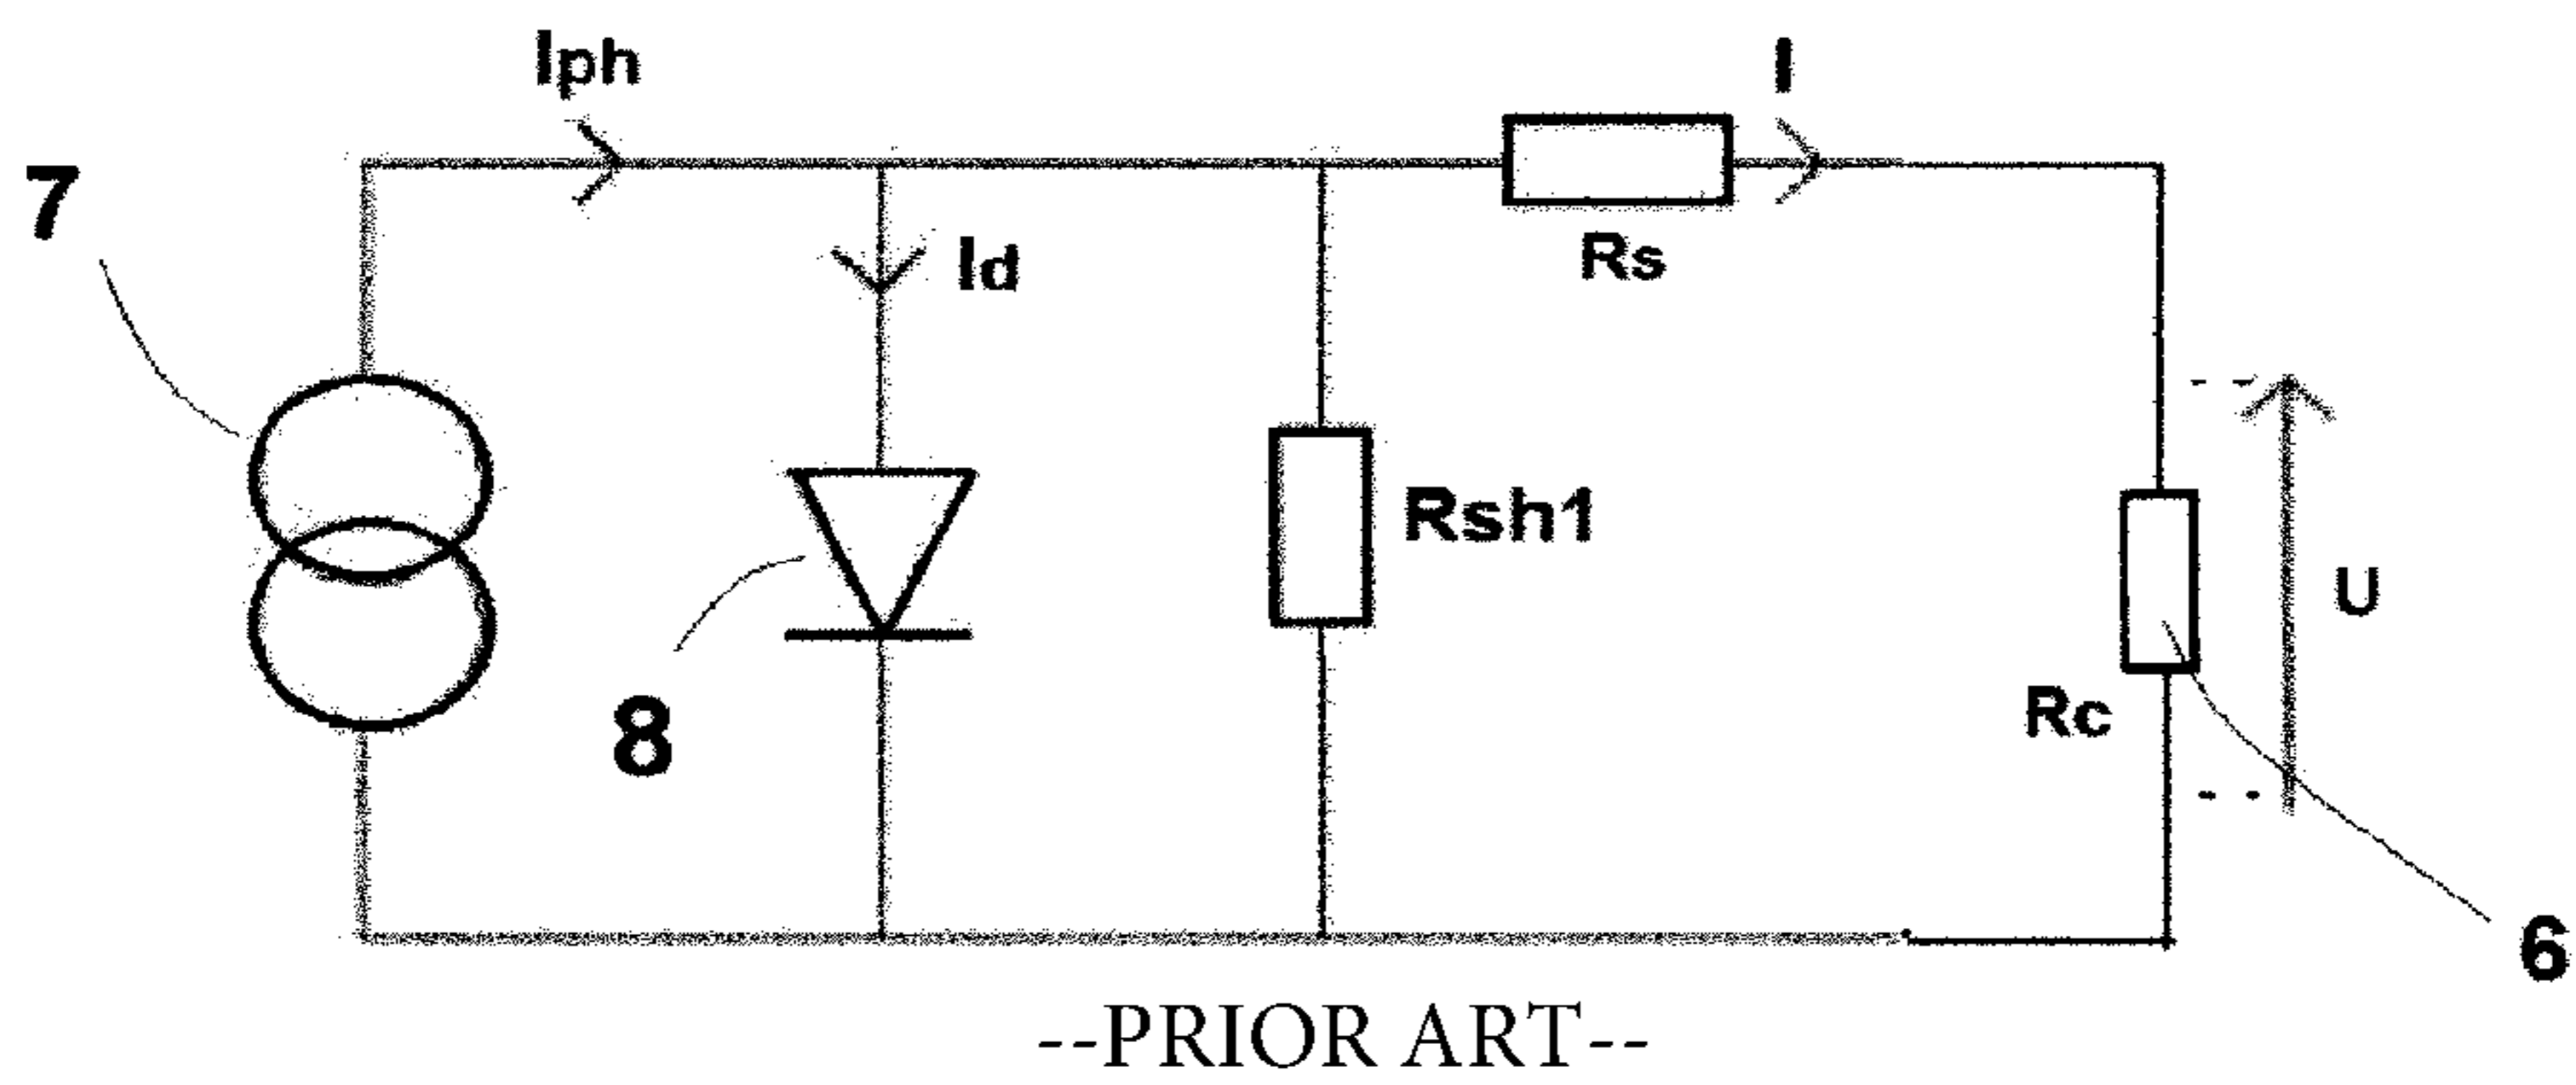 Iph
I
7
Id
Rs
Rsh1
U
8
Rc
6
--PRIOR ART--